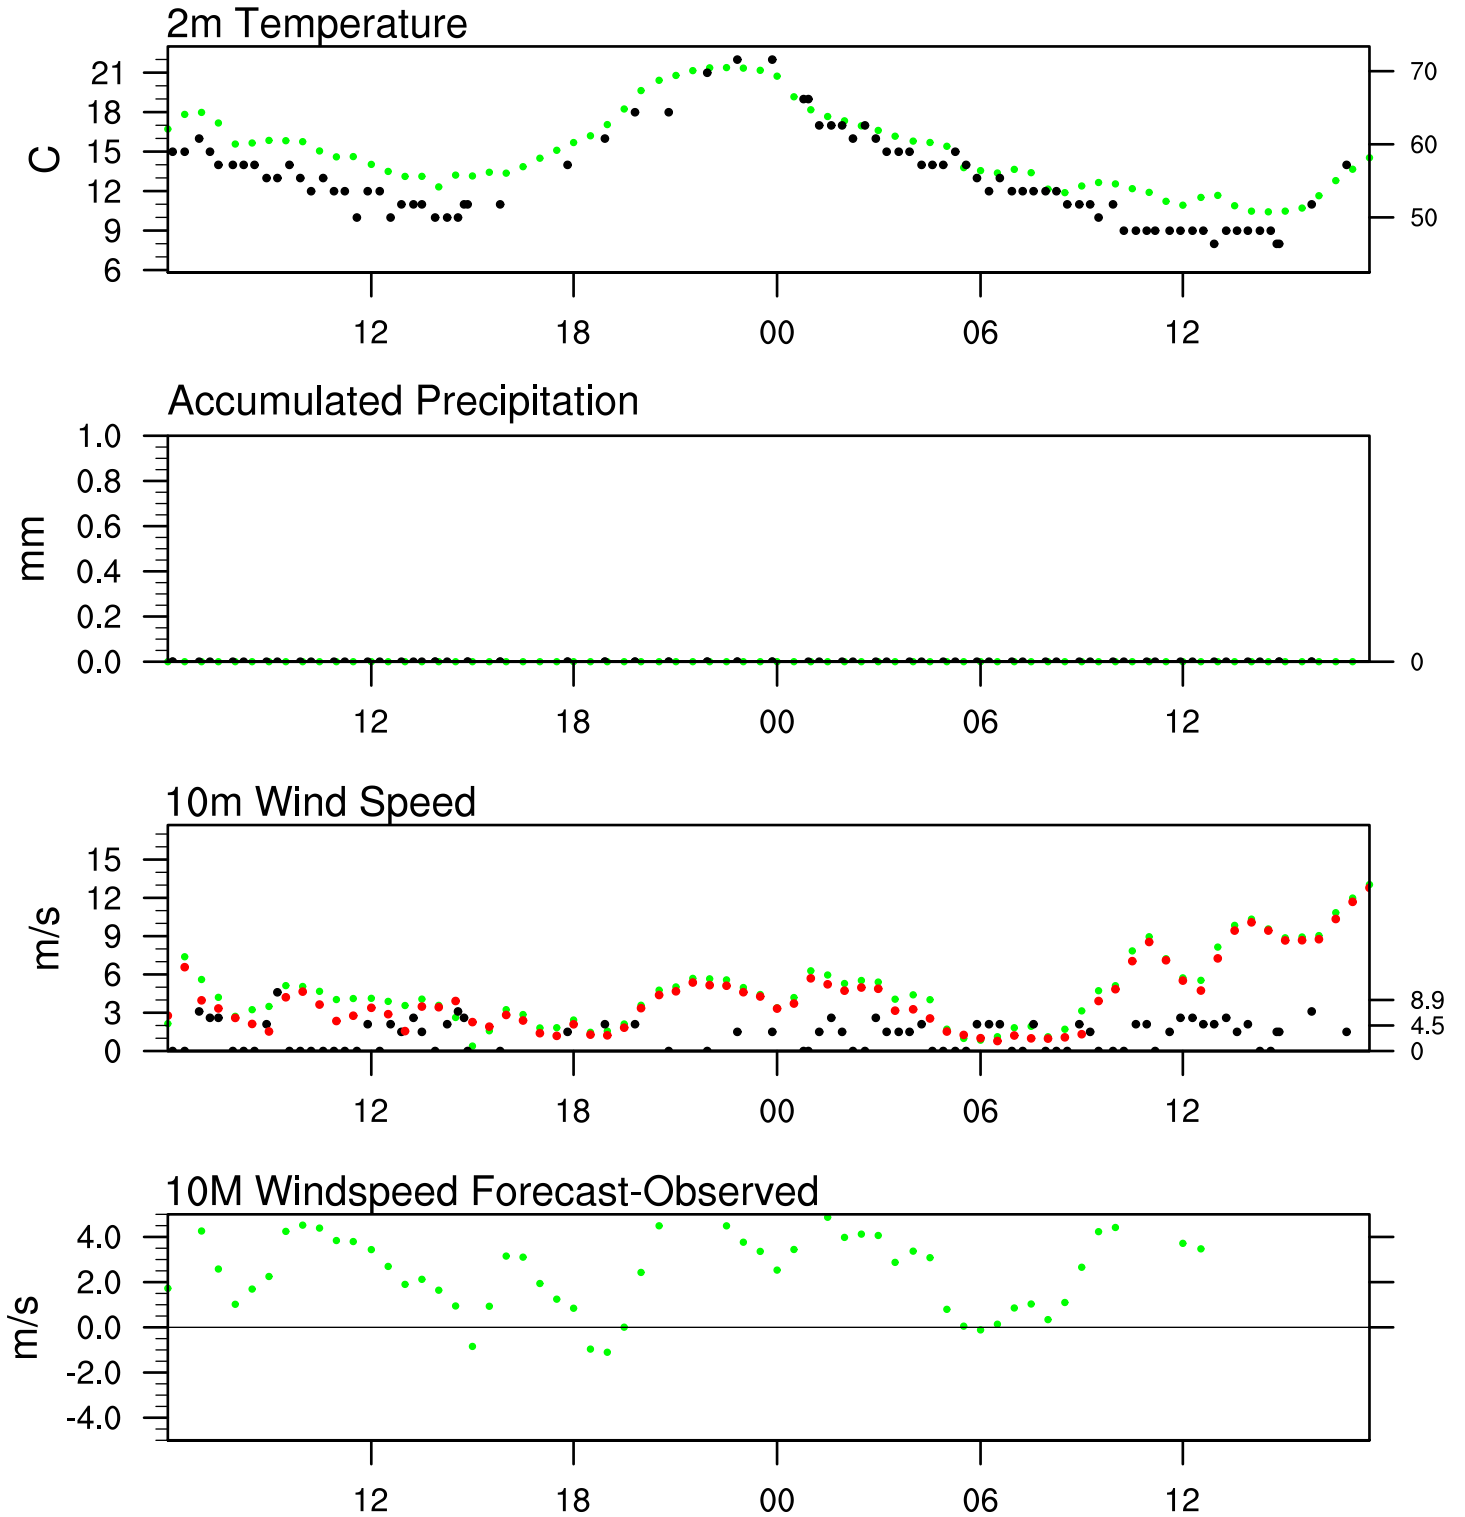 2m Temperature
21
18
15
12
9
6
C
70
60
50
12 18 00 06 12
Accumulated Precipitation
1.0
0.8
0.6
0.4
0.2
0.0
mm
0
12 18 00 06 12
10m Wind Speed
15
12
9
6
3
0
m/s
8.9
4.5
0
12 18 00 06 12
10M Windspeed Forecast-Observed
4.0
2.0
0.0
-2.0
-4.0
m/s
12 18 00 06 12